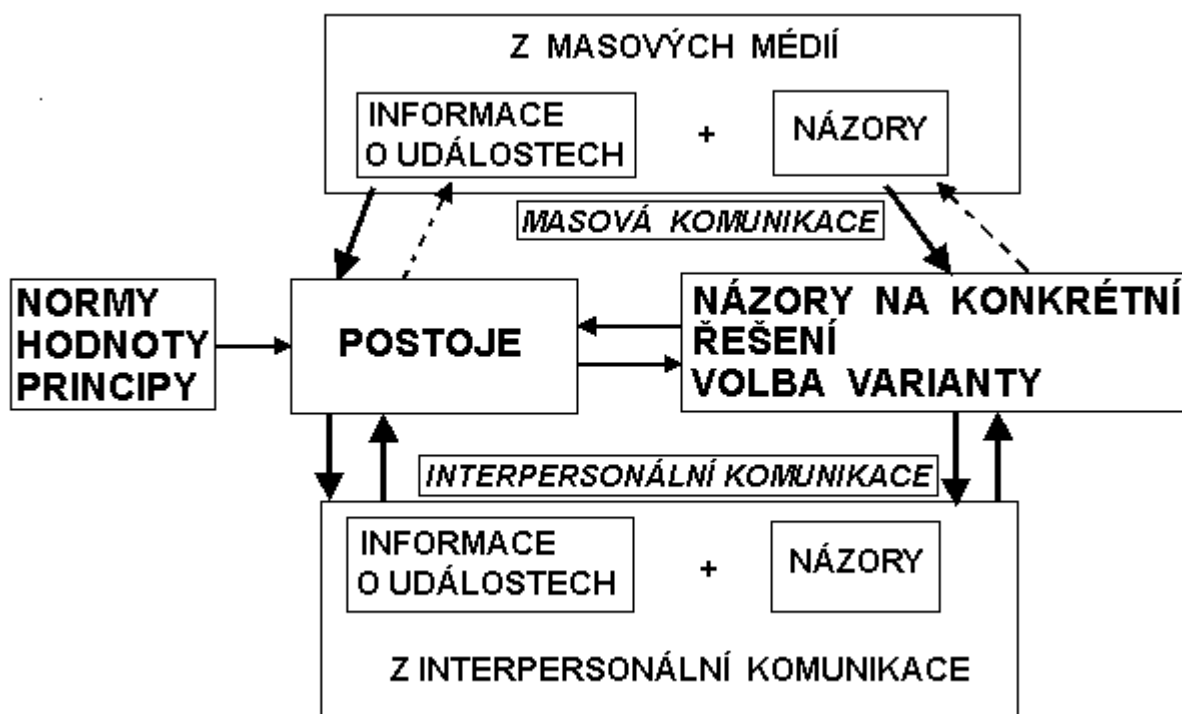 Z MASOVÝCH MÉDIÍ
INFORMACE
O UDÁLOSTECH
+
NÁZORY
MASOVÁ KOMUNIKACE
NORMY
HODNOTY
PRINCIPY
POSTOJE
NÁZORY NA KONKRÉTNÍ
ŘEŠENÍ
VOLBA VARIANTY
INTERPERSONÁLNÍ KOMUNIKACE
INFORMACE
O UDÁLOSTECH
+
NÁZORY
Z INTERPERSONÁLNÍ KOMUNIKACE